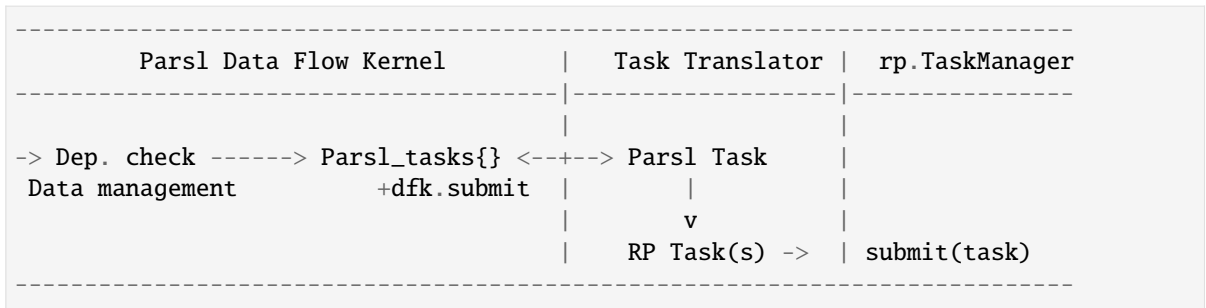 ----------------------------------------------------------------------------
         Parsl Data Flow Kernel        |   Task Translator |  rp.TaskManager
---------------------------------------|-------------------|----------------
                                       |                   |
-> Dep. check ------> Parsl_tasks{} <--+--> Parsl Task     |
 Data management          +dfk.submit  |        |          |
                                       |        v          |
                                       |    RP Task(s) ->  | submit(task)
----------------------------------------------------------------------------